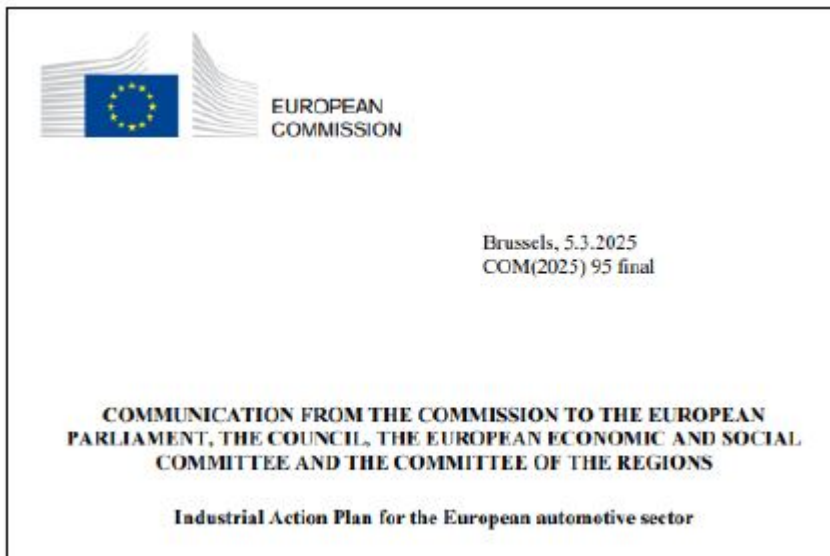 EUROPEAN
COMMISSION
Brussels, 5.3.2025
COM(2025) 95 final
COMMUNICATION FROM THE COMMISSION TO THE EUROPEAN
PARLIAMENT, THE COUNCIL, THE EUROPEAN ECONOMIC AND SOCIAL
COMMITTEE AND THE COMMITTEE OF THE REGIONS
Industrial Action Plan for the European automotive sector